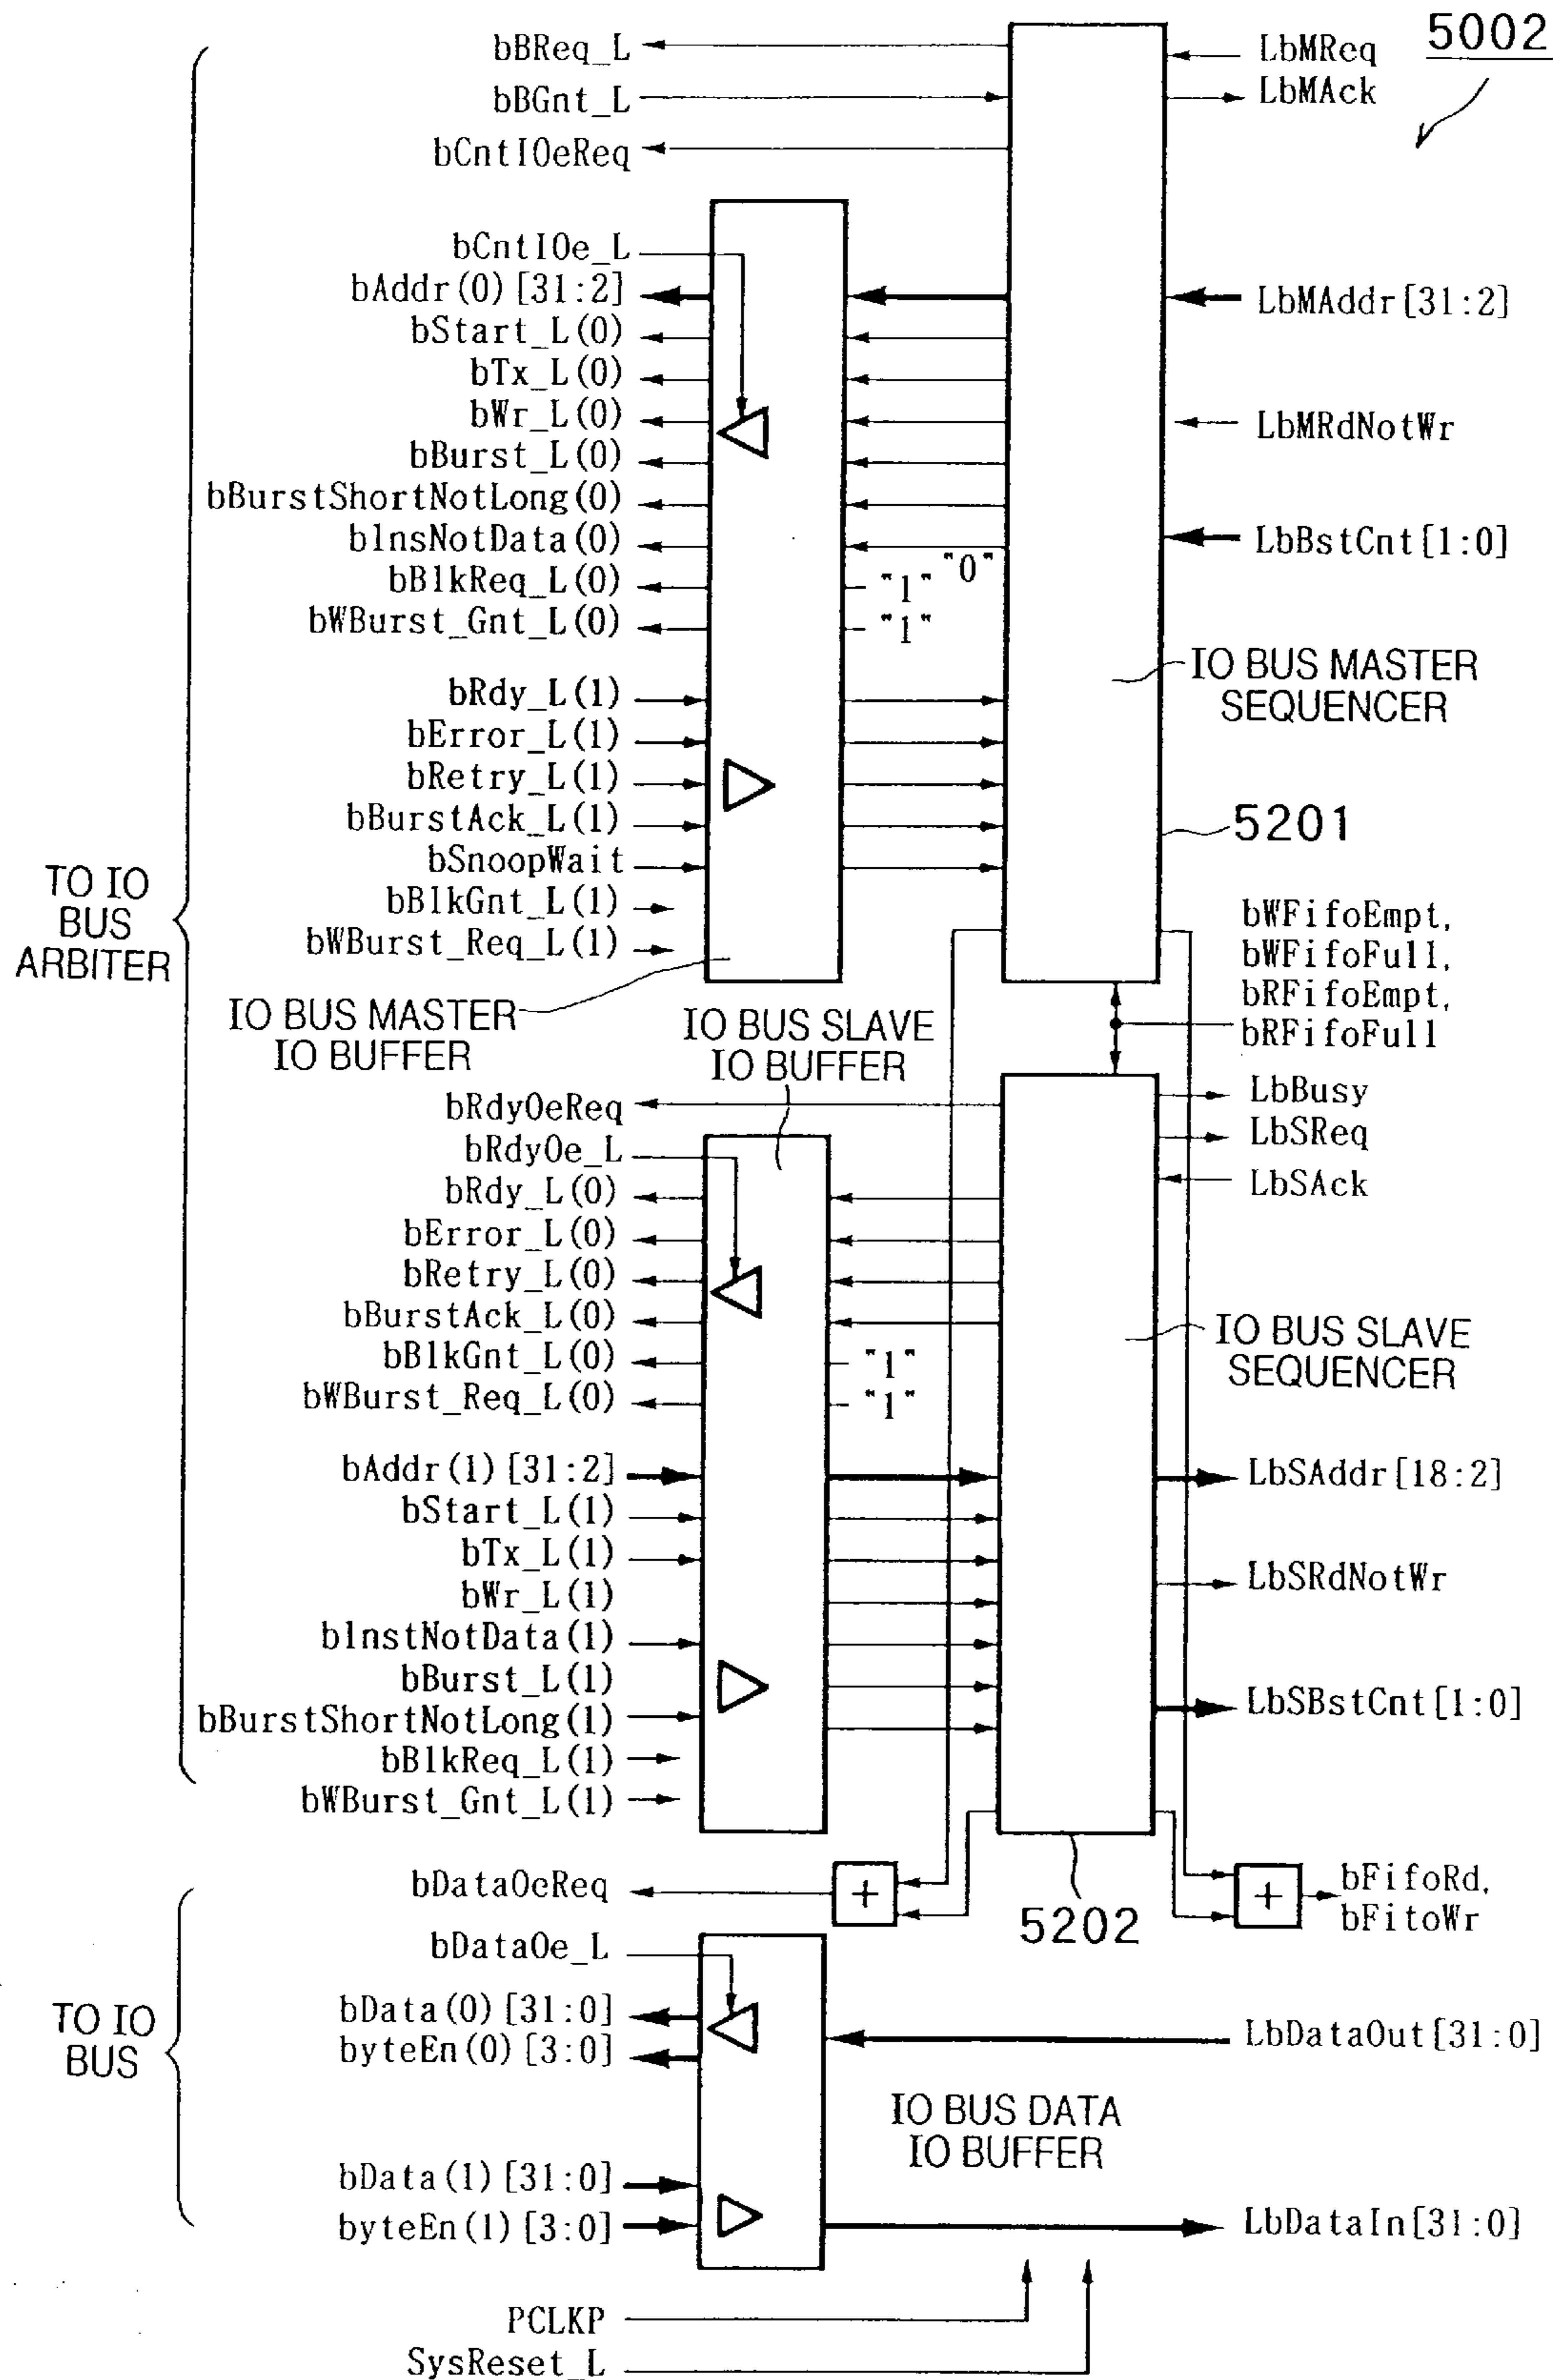 5002
bBReq_L
LbMReq
bBGnt_L
LbMAck
bCntIOeReq
bCntIOe_L
bAddr(0)[31:2]
LbMAddr[31:2]
bStart_L(0)
bTx_L(0)
bWr_L(0)
LbMRdNotWr
bBurst_L(0)
bBurstShortNotLong(0)
bInsNotData(0)
"0"
LbBstCnt[1:0]
bBlkReq_L(0)
"1"
bWBurst_Gnt_L(0)
"1"
IO BUS MASTER
SEQUENCER
bRdy_L(1)
bError_L(1)
bRetry_L(1)
bBurstAck_L(1)
5201
bSnoopWait
bBlkGnt_L(1)
bWBurst_Req_L(1)
TO IO
BUS
ARBITER
bWFifoEmpt,
bWFifoFull,
bRFifoEmpt,
bRFifoFull
IO BUS MASTER
IO BUFFER
IO BUS SLAVE
IO BUFFER
bRdyOeReq
LbBusy
bRdyOe_L
LbSReq
bRdy_L(0)
LbSAck
bError_L(0)
bRetry_L(0)
bBurstAck_L(0)
bBlkGnt_L(0)
"1"
bWBurst_Req_L(0)
"1"
IO BUS SLAVE
SEQUENCER
bAddr(1)[31:2]
LbSAddr[18:2]
bStart_L(1)
bTx_L(1)
bWr_L(1)
LbSRdNotWr
bInstNotData(1)
bBurst_L(1)
bBurstShortNotLong(1)
LbSBstCnt[1:0]
bBlkReq_L(1)
bWBurst_Gnt_L(1)
bDataOcReq
+
5202
+
bFifoRd,
bFitoWr
bDataOe_L
TO IO
BUS
bData(0)[31:0]
byteEn(0)[3:0]
LbDataOut[31:0]
IO BUS DATA
IO BUFFER
bData(1)[31:0]
byteEn(1)[3:0]
LbDataIn[31:0]
PCLKP
SysReset_L